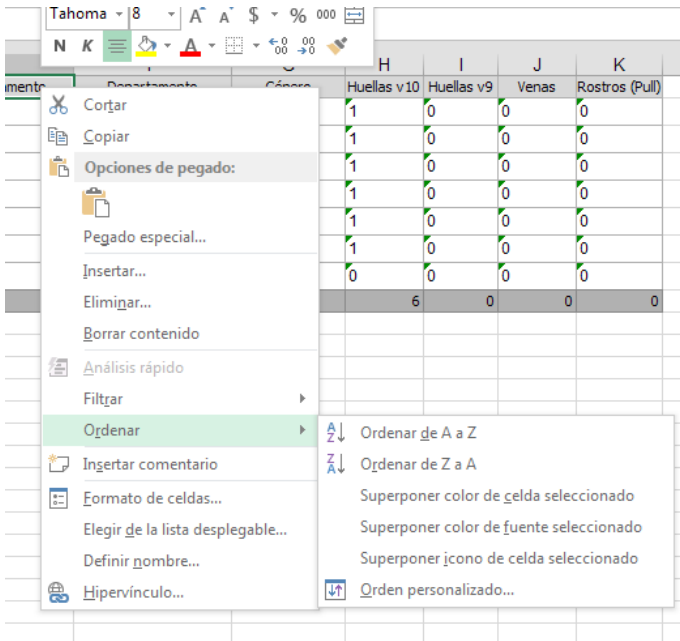 Tahoma 8 A A $ % 000
N K A
H I J K
amento Departamento Género Huellas v10 Huellas v9 Venas Rostros (Pull)
1 0 0 0
1 0 0 0
1 0 0 0
1 0 0 0
1 0 0 0
1 0 0 0
0 0 0 0
6 0 0 0
Cortar
Copiar
Opciones de pegado:
Pegado especial...
Insertar...
Eliminar...
Borrar contenido
Análisis rápido
Filtrar
Ordenar
Insertar comentario
Formato de celdas...
Elegir de la lista desplegable...
Definir nombre...
Hipervínculo...
Ordenar de A a Z
Ordenar de Z a A
Superponer color de celda seleccionado
Superponer color de fuente seleccionado
Superponer icono de celda seleccionado
Orden personalizado...